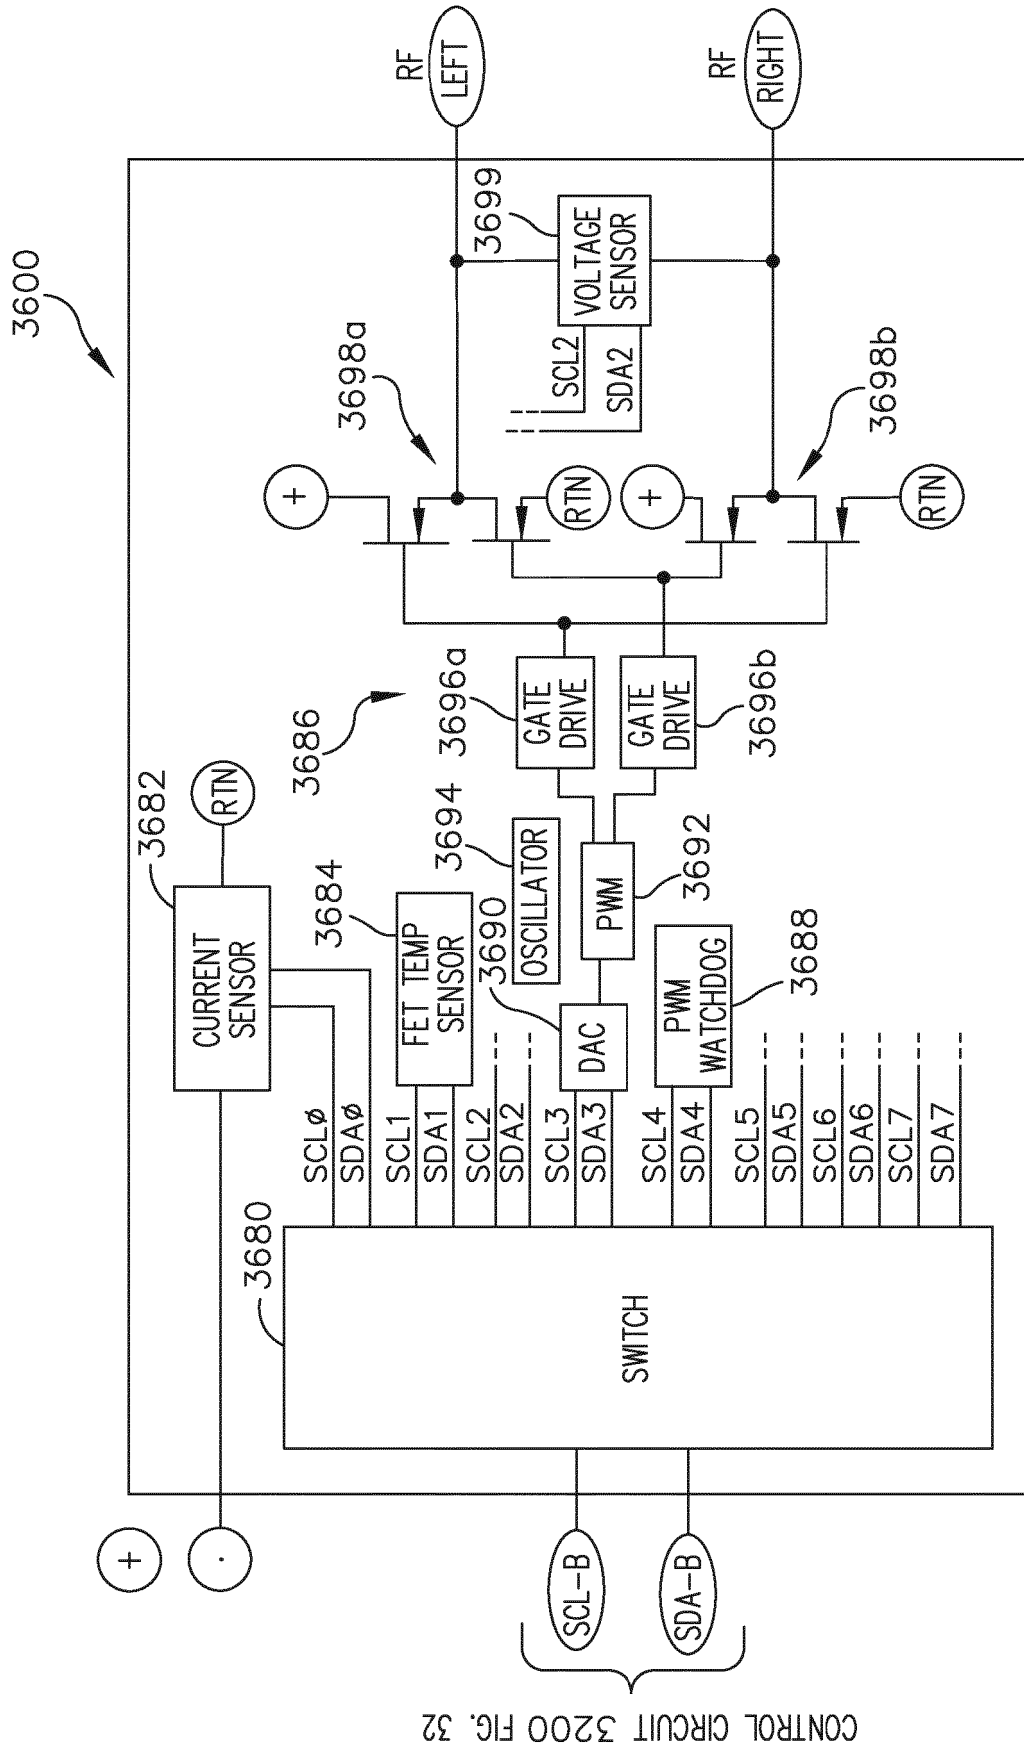 3600
+
·
CURRENT
SENSOR
3682
RTN
3680
SWITCH
SCLø
SDAø
SCL1
SDA1
SCL2
SDA2
SCL3
SDA3
SCL4
SDA4
SCL5
SDA5
SCL6
SDA6
SCL7
SDA7
FET TEMP
SENSOR
3684
DAC
3690
OSCILLATOR
3694
PWM
3692
PWM
WATCHDOG
3688
3686
GATE
DRIVE
3696a
GATE
DRIVE
3696b
+
RTN
3698a
+
RTN
3698b
SCL2
SDA2
VOLTAGE
SENSOR
3699
RF
LEFT
RF
RIGHT
SCL-B
SDA-B
CONTROL CIRCUIT 3200 FIG. 32